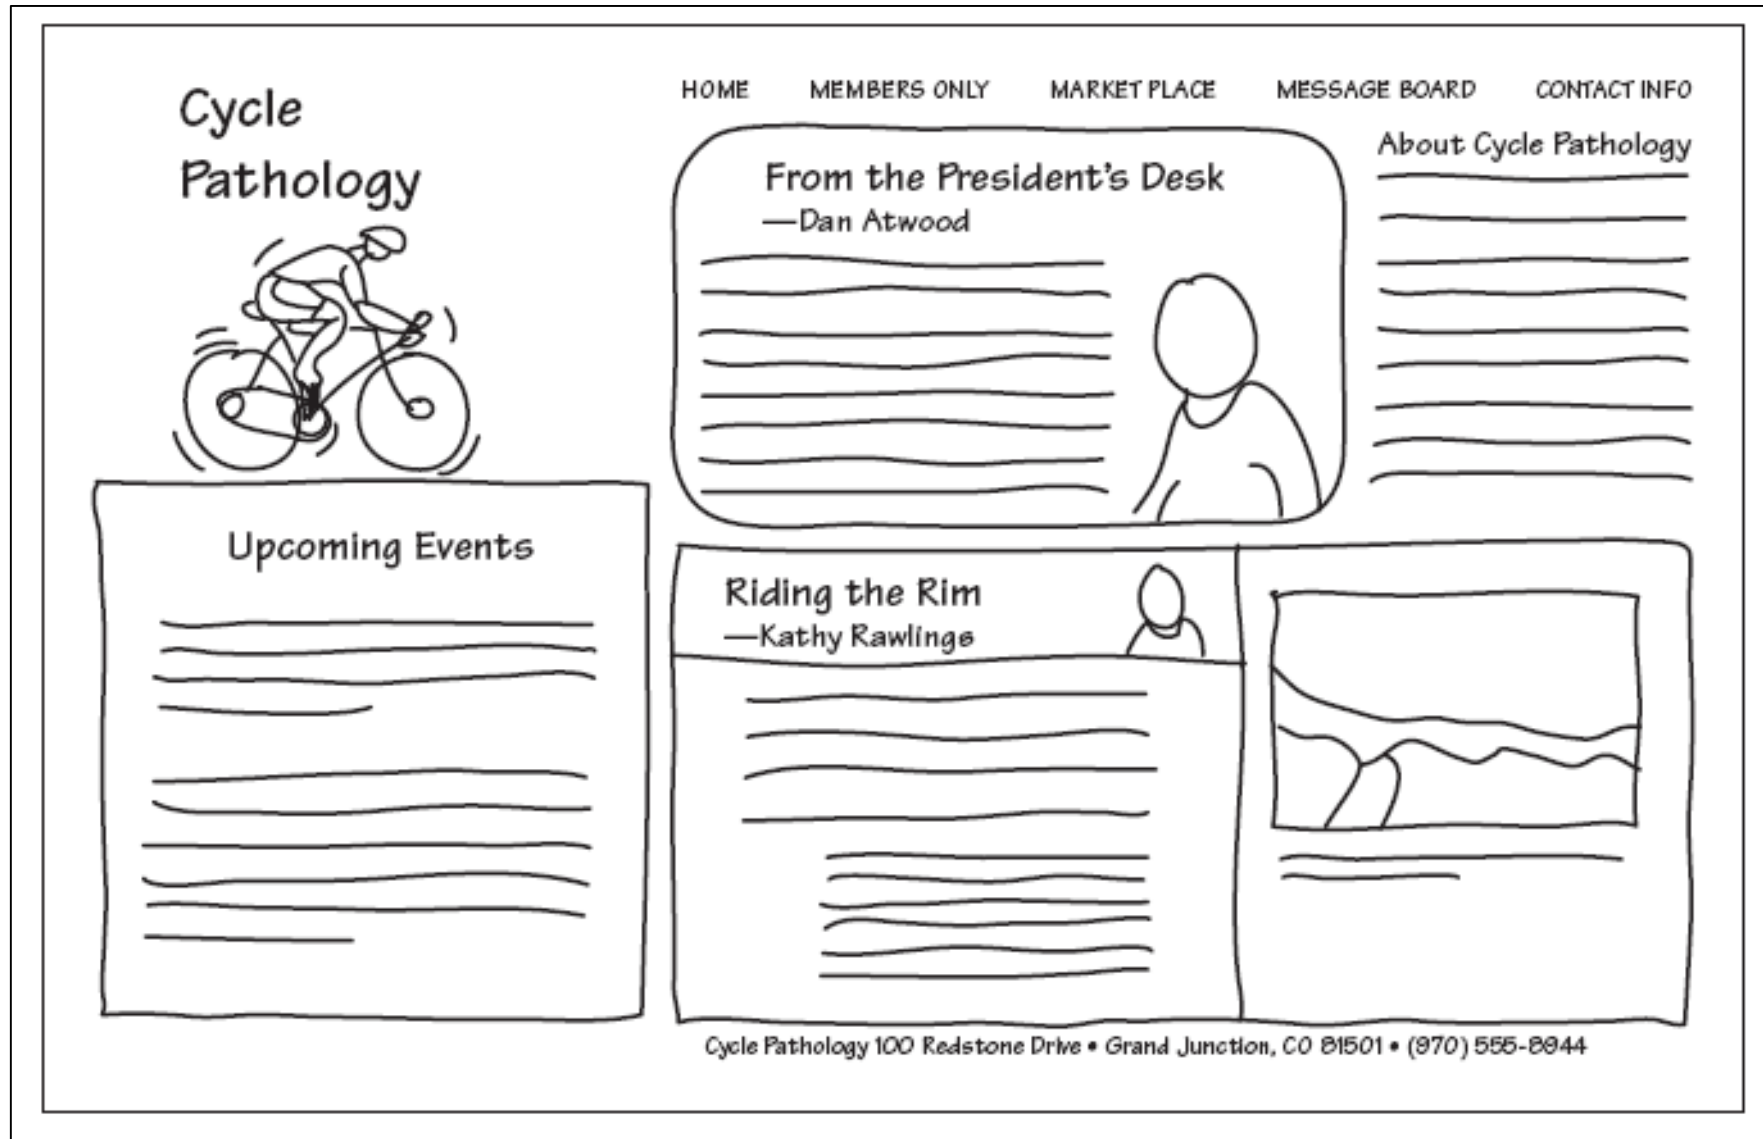 Cycle
Pathology
HOME MEMBERS ONLY MARKET PLACE MESSAGE BOARD CONTACT INFO
From the President's Desk
—Dan Atwood
About Cycle Pathology
Upcoming Events
Riding the Rim
—Kathy Rawlings
Cycle Pathology 100 Redstone Drive • Grand Junction, CO 81501 • (970) 555-8944